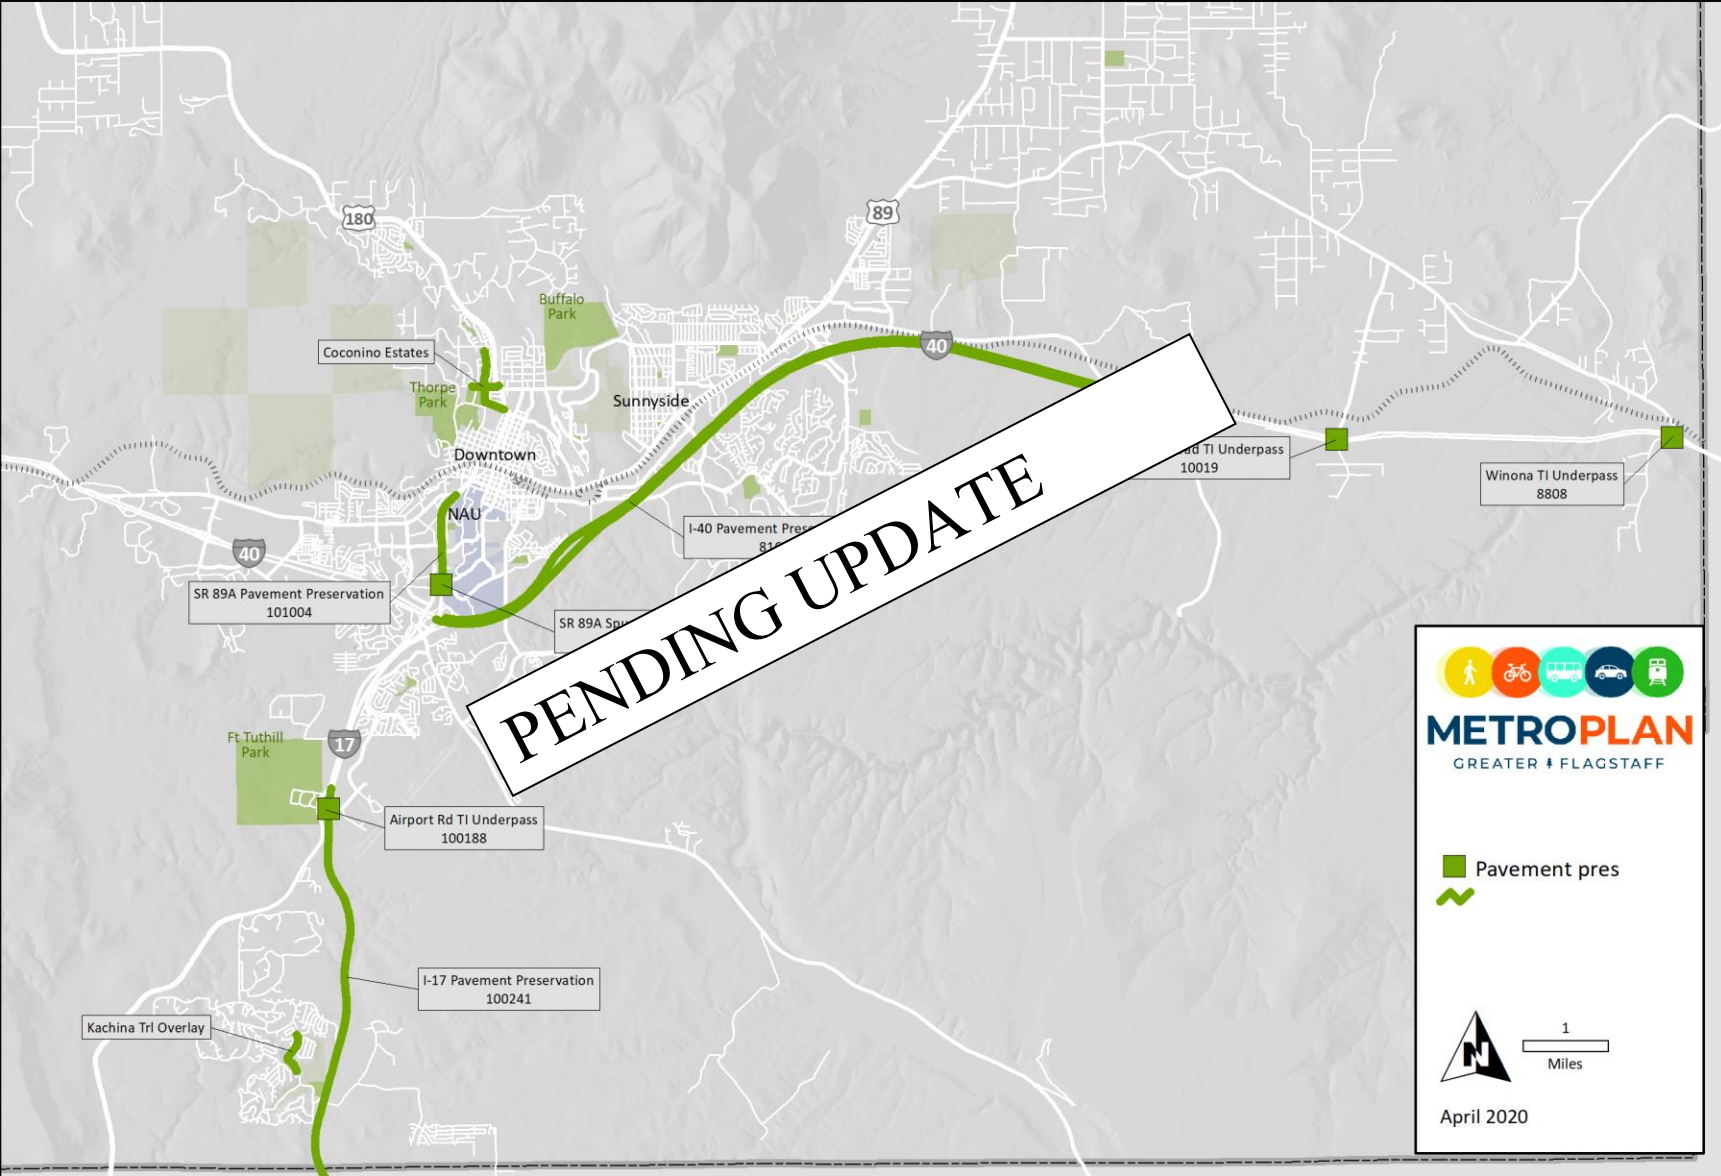 180
89
Buffalo
Park
Coconino Estates
40
Thorpe
Park
Sunnyside
Downtown
TI Underpass
10019
Winona TI Underpass
8808
NAU
I-40 Pavement
40
SR 89A Pavement Preservation
101004
SR 89A
PENDING UPDATE
Ft Tuthill
Park
17
Airport Rd TI Underpass
100188
I-17 Pavement Preservation
100241
Kachina Trl Overlay
METROPLAN
GREATER FLAGSTAFF
Pavement pres
N
1
Miles
April 2020